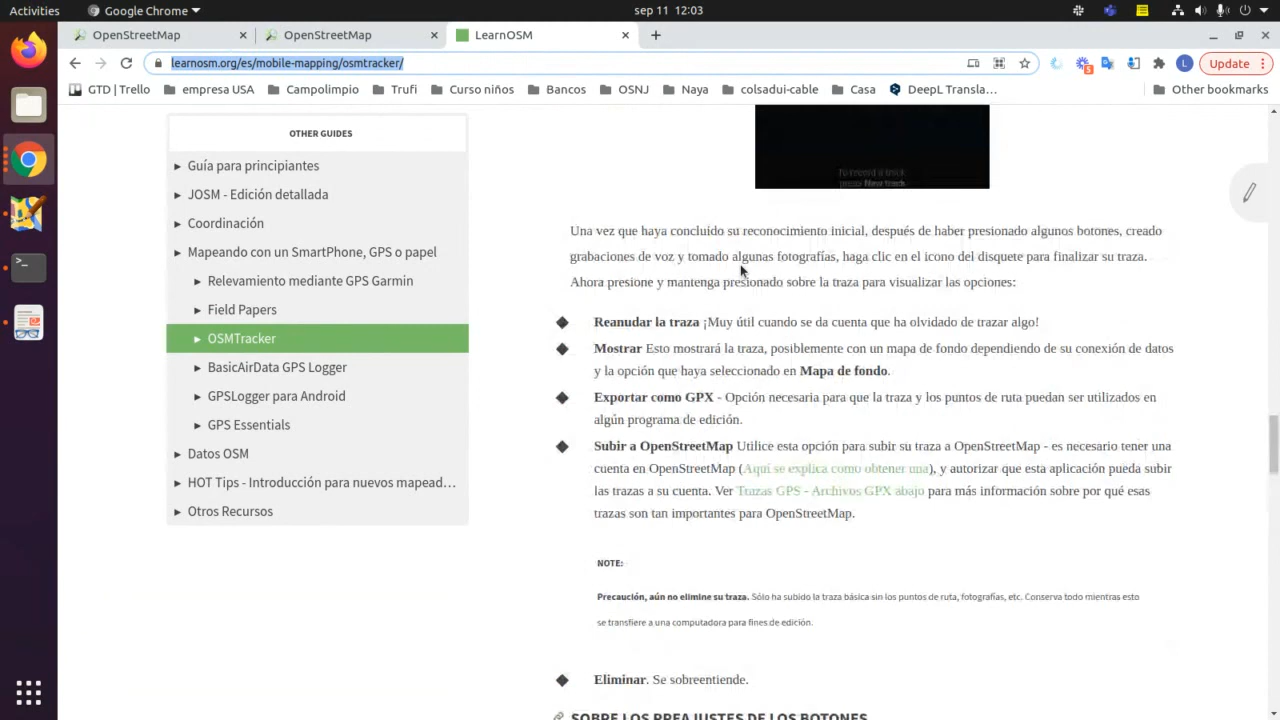 Activities
Google Chrome
sep 11 12:03
OpenStreetMap
OpenStreetMap
LearnOSM
learnosm.org/es/mobile-mapping/osmtracker/
5
L
Update
GTD | Trello
empresa USA
Campolimpio
Trufi
Curso niños
Bancos
OSNJ
Naya
colsadui-cable
Casa
DeepL Transla…
Other bookmarks
OTHER GUIDES
Guía para principiantes
OSM - Edición detallada
Coordinación
Mapeando con un SmartPhone, GPS o papel
Relevamiento mediante GPS Garmin
Field Papers
OSMTracker
BasicAirData GPS Logger
GPSLogger para Android
GPS Essentials
Datos OSM
HOT Tips - Introducción para nuevos mapead…
Otros Recursos
To record a track
press New track
Una vez que haya concluido su reconocimiento inicial, después de haber presionado algunos botones, creado
grabaciones de voz y tomado algunas fotografías, haga clic en el icono del disquete para finalizar su traza.
Ahora presione y mantenga presionado sobre la traza para visualizar las opciones:
Reanudar la traza ¡Muy útil cuando se da cuenta que ha olvidado de trazar algo!
Mostrar Esto mostrará la traza, posiblemente con un mapa de fondo dependiendo de su conexión de datos
y la opción que haya seleccionado en Mapa de fondo.
Exportar como GPX - Opción necesaria para que la traza y los puntos de ruta puedan ser utilizados en
algún programa de edición.
Subir a OpenStreetMap Utilice esta opción para subir su traza a OpenStreetMap - es necesario tener una
cuenta en OpenStreetMap (Aquí se explica como obtener una), y autorizar que esta aplicación pueda subir
las trazas a su cuenta. Ver Trazas GPS - Archivos GPX abajo para más información sobre por qué esas
trazas son tan importantes para OpenStreetMap.
NOTE:
Precaución, aún no elimine su traza. Sólo ha subido la traza básica sin los puntos de ruta, fotografías, etc. Conserva todo mientras esto
se transfiere a una computadora para fines de edición.
Eliminar. Se sobreentiende.
SOBRE LOS PREAJUSTES DE LOS BOTONES